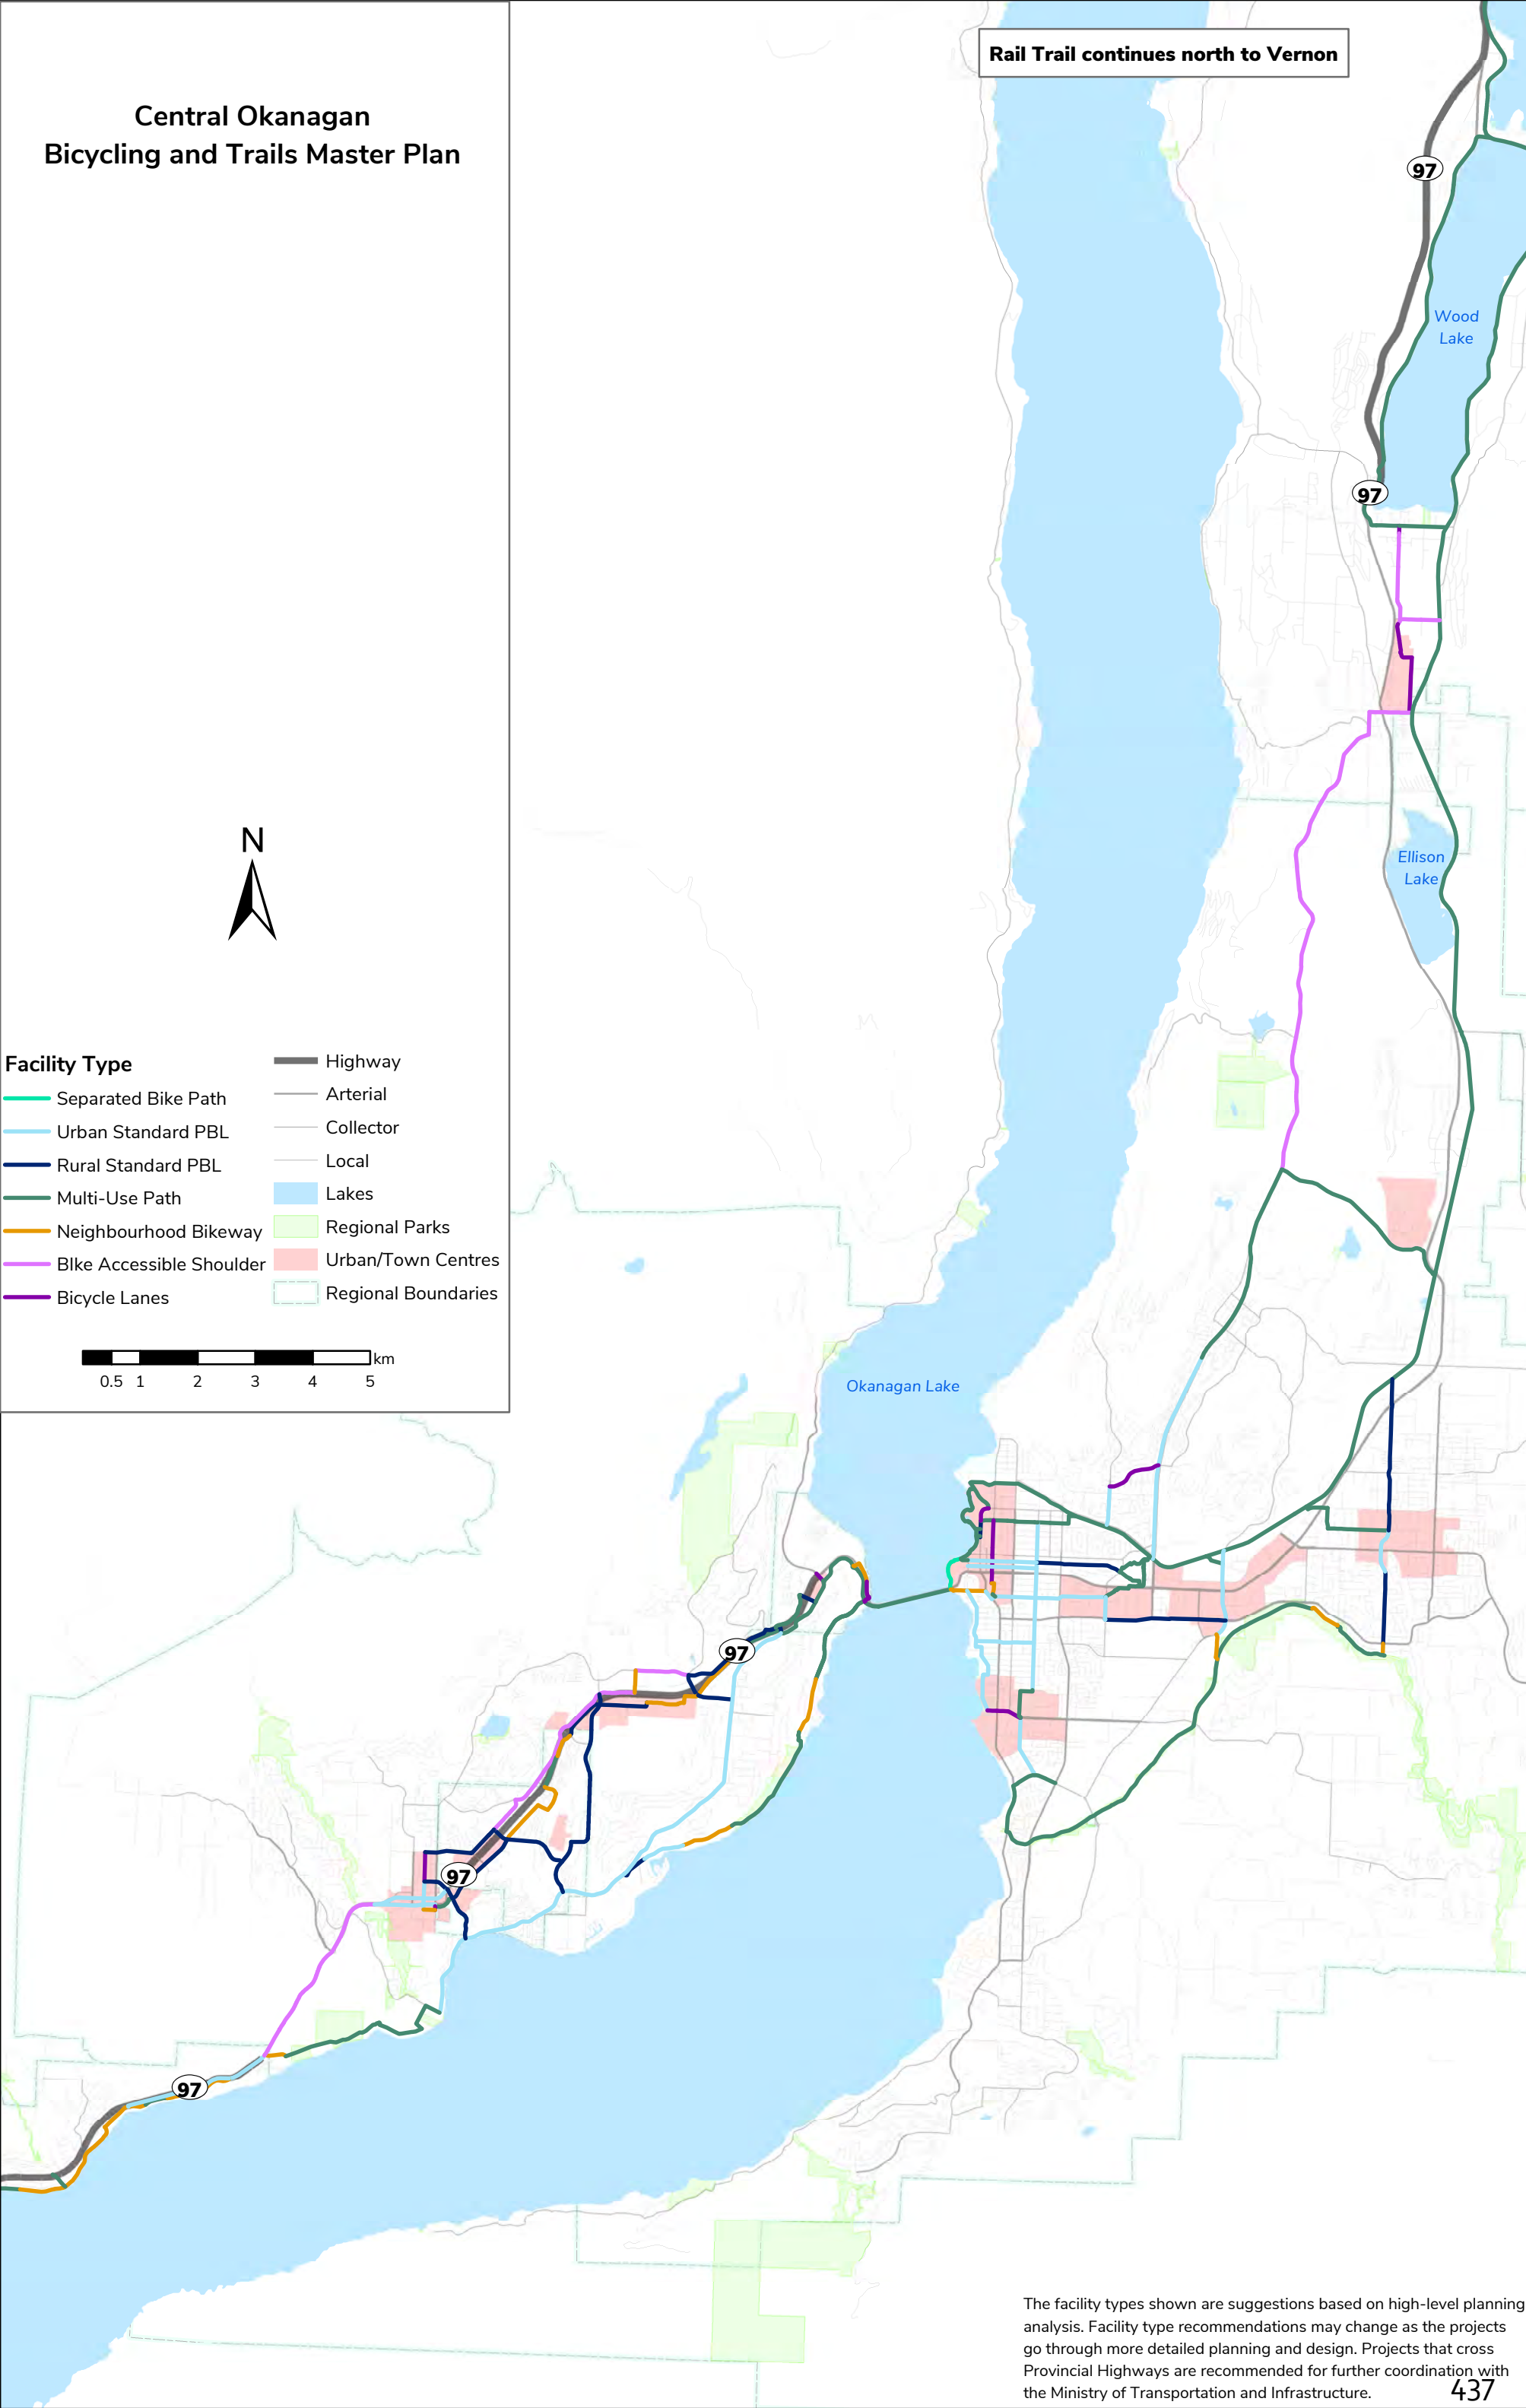 Rail Trail continues north to Vernon
Central Okanagan
Bicycling and Trails Master Plan
97
Wood
Lake
97
Ellison
Lake
N
Facility Type
Separated Bike Path
Urban Standard PBL
Rural Standard PBL
Multi-Use Path
Neighbourhood Bikeway
BIke Accessible Shoulder
Bicycle Lanes
Highway
Arterial
Collector
Local
Lakes
Regional Parks
Urban/Town Centres
Regional Boundaries
km
0.5 1 2 3 4 5
Okanagan Lake
97
97
97
The facility types shown are suggestions based on high-level planning
analysis. Facility type recommendations may change as the projects
go through more detailed planning and design. Projects that cross
Provincial Highways are recommended for further coordination with
the Ministry of Transportation and Infrastructure.
437